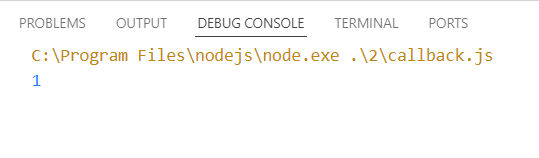 PROBLEMS OUTPUT DEBUG CONSOLE TERMINAL PORTS
C:\Program Files\nodejs\node.exe .\2\callback.js
1